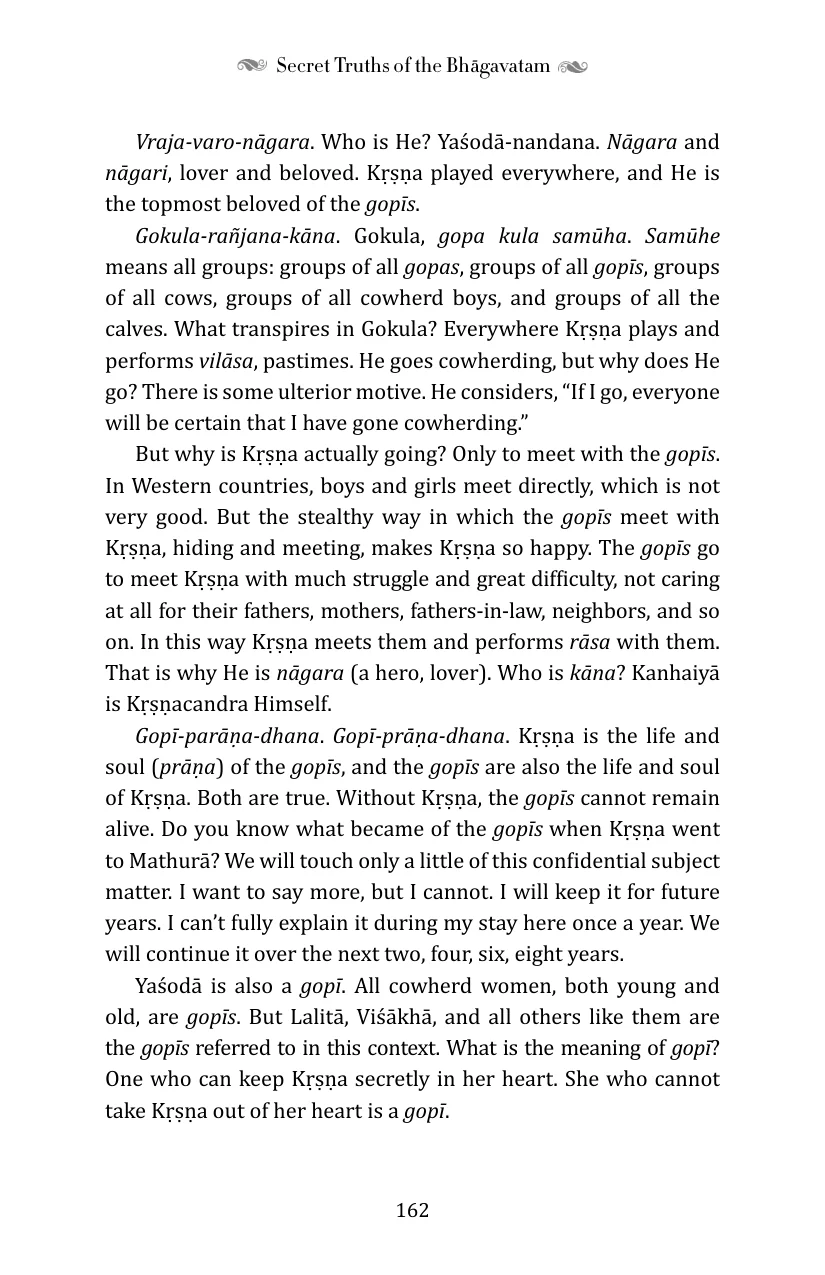 Secret Truths of the Bhāgavatam
Vraja-varo-nāgara. Who is He? Yaśodā-nandana. Nāgara and
nāgari, lover and beloved. Kṛṣṇa played everywhere, and He is
the topmost beloved of the gopīs.
Gokula-rañjana-kāna. Gokula, gopa kula samūha. Samūhe
means all groups: groups of all gopas, groups of all gopīs, groups
of all cows, groups of all cowherd boys, and groups of all the
calves. What transpires in Gokula? Everywhere Kṛṣṇa plays and
performs vilāsa, pastimes. He goes cowherding, but why does He
go? There is some ulterior motive. He considers, “If I go, everyone
will be certain that I have gone cowherding.”
But why is Kṛṣṇa actually going? Only to meet with the gopīs.
In Western countries, boys and girls meet directly, which is not
very good. But the stealthy way in which the gopīs meet with
Kṛṣṇa, hiding and meeting, makes Kṛṣṇa so happy. The gopīs go
to meet Kṛṣṇa with much struggle and great difficulty, not caring
at all for their fathers, mothers, fathers-in-law, neighbors, and so
on. In this way Kṛṣṇa meets them and performs rāsa with them.
That is why He is nāgara (a hero, lover). Who is kāna? Kanhaiyā
is Kṛṣṇacandra Himself.
Gopī-parāṇa-dhana. Gopī-prāṇa-dhana. Kṛṣṇa is the life and
soul (prāṇa) of the gopīs, and the gopīs are also the life and soul
of Kṛṣṇa. Both are true. Without Kṛṣṇa, the gopīs cannot remain
alive. Do you know what became of the gopīs when Kṛṣṇa went
to Mathurā? We will touch only a little of this confidential subject
matter. I want to say more, but I cannot. I will keep it for future
years. I can’t fully explain it during my stay here once a year. We
will continue it over the next two, four, six, eight years.
Yaśodā is also a gopī. All cowherd women, both young and
old, are gopīs. But Lalitā, Viśākhā, and all others like them are
the gopīs referred to in this context. What is the meaning of gopī?
One who can keep Kṛṣṇa secretly in her heart. She who cannot
take Kṛṣṇa out of her heart is a gopī.
162